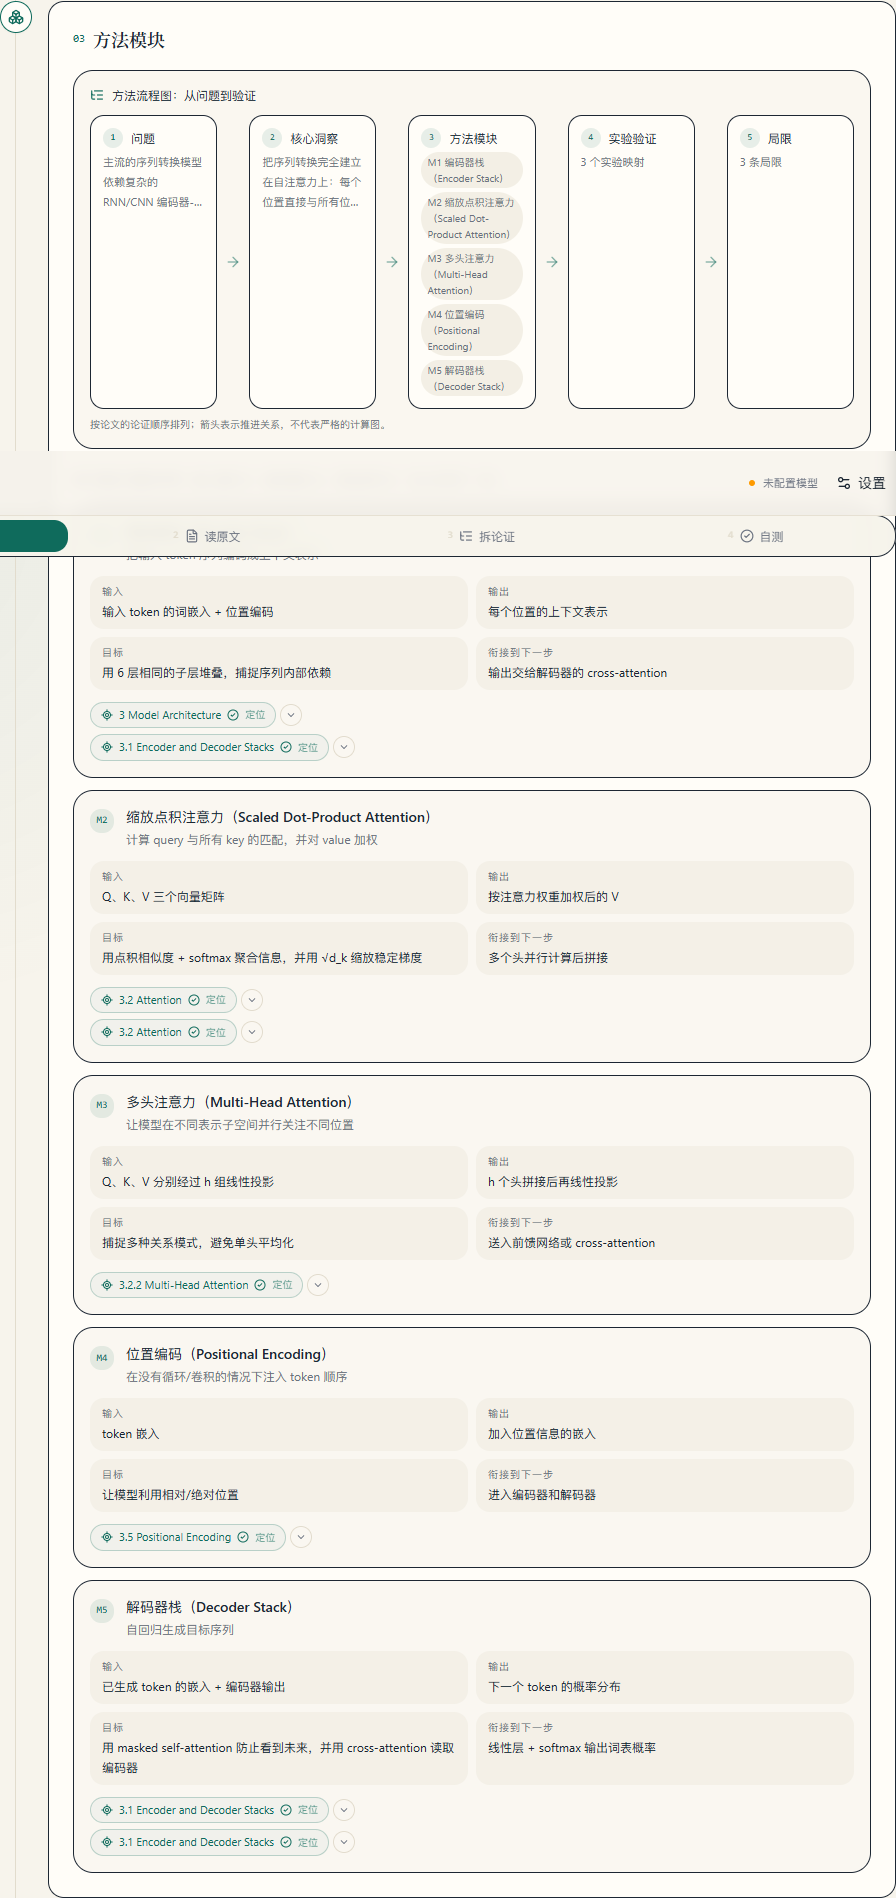 03 方法模块
方法流程图：从问题到验证
1 问题
主流的序列转换模型
依赖复杂的
RNN/CNN 编码器-...
2 核心洞察
把序列转换完全建立
在自注意力上：每个
位置直接与所有位...
3 方法模块
M1 编码器栈
（Encoder Stack）
M2 缩放点积注意力
（Scaled Dot-
Product Attention）
M3 多头注意力
（Multi-Head
Attention）
M4 位置编码
（Positional
Encoding）
M5 解码器栈
（Decoder Stack）
4 实验验证
3 个实验映射
5 局限
3 条局限
按论文的论证顺序排列；箭头表示推进关系，不代表严格的计算图。
未配置模型 设置
2 读原文 3 拆论证 4 自测
输入
输入 token 的词嵌入 + 位置编码
输出
每个位置的上下文表示
目标
用 6 层相同的子层堆叠，捕捉序列内部依赖
衔接到下一步
输出交给解码器的 cross-attention
3 Model Architecture 定位
3.1 Encoder and Decoder Stacks 定位
M2 缩放点积注意力（Scaled Dot-Product Attention）
计算 query 与所有 key 的匹配，并对 value 加权
输入
Q、K、V 三个向量矩阵
输出
按注意力权重加权后的 V
目标
用点积相似度 + softmax 聚合信息，并用 √d_k 缩放稳定梯度
衔接到下一步
多个头并行计算后拼接
3.2 Attention 定位
3.2 Attention 定位
M3 多头注意力（Multi-Head Attention）
让模型在不同表示子空间并行关注不同位置
输入
Q、K、V 分别经过 h 组线性投影
输出
h 个头拼接后再线性投影
目标
捕捉多种关系模式，避免单头平均化
衔接到下一步
送入前馈网络或 cross-attention
3.2.2 Multi-Head Attention 定位
M4 位置编码（Positional Encoding）
在没有循环/卷积的情况下注入 token 顺序
输入
token 嵌入
输出
加入位置信息的嵌入
目标
让模型利用相对/绝对位置
衔接到下一步
进入编码器和解码器
3.5 Positional Encoding 定位
M5 解码器栈（Decoder Stack）
自回归生成目标序列
输入
已生成 token 的嵌入 + 编码器输出
输出
下一个 token 的概率分布
目标
用 masked self-attention 防止看到未来，并用 cross-attention 读取
编码器
衔接到下一步
线性层 + softmax 输出词表概率
3.1 Encoder and Decoder Stacks 定位
3.1 Encoder and Decoder Stacks 定位